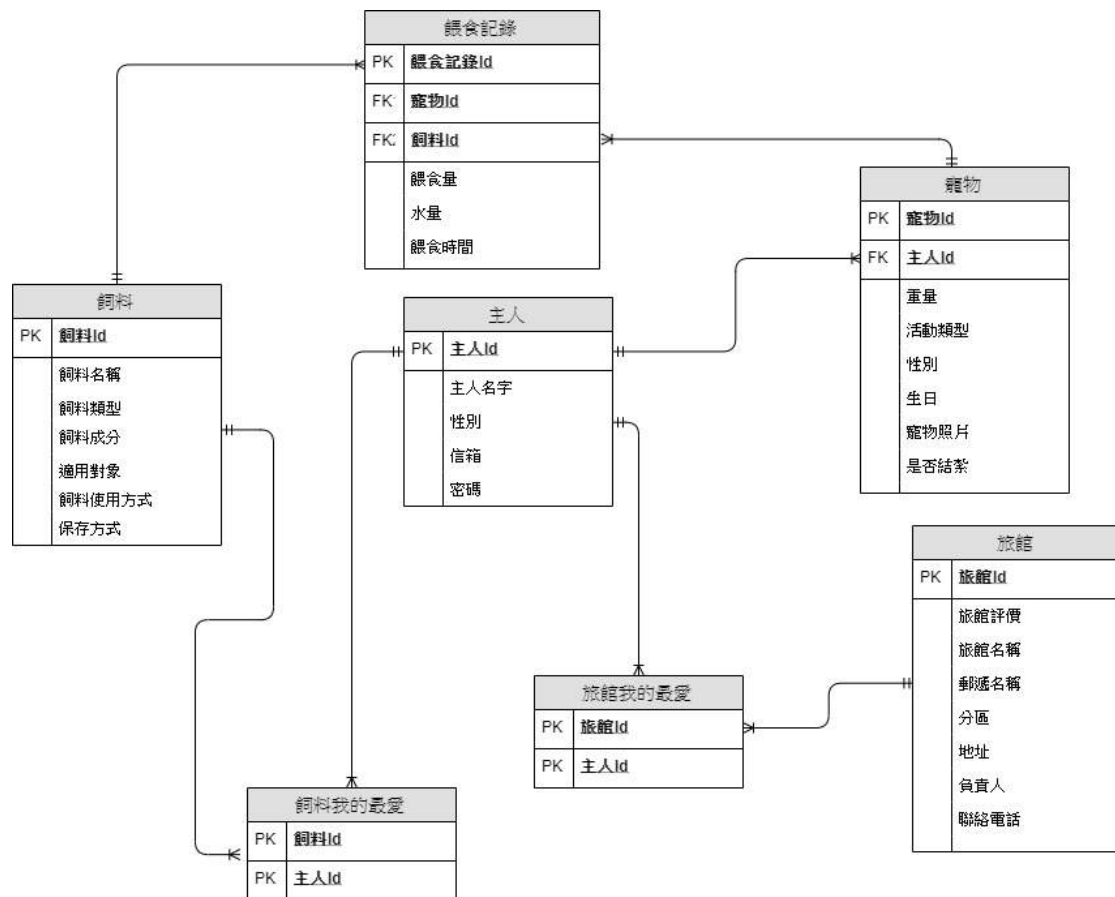 餵食記錄
PK 餵食記錄Id
FK1 寵物Id
FK2 飼料Id
餵食量
水量
餵食時間
寵物
PK 寵物Id
FK 主人Id
重量
活動類型
性別
生日
寵物照片
是否結紮
飼料
PK 飼料Id
飼料名稱
飼料類型
飼料成分
適用對象
飼料使用方式
保存方式
主人
PK 主人Id
主人名字
性別
信箱
密碼
旅館
PK 旅館Id
旅館評價
旅館名稱
郵遞名稱
分區
地址
負責人
聯絡電話
旅館我的最愛
PK 旅館Id
PK 主人Id
飼料我的最愛
PK 飼料Id
PK 主人Id